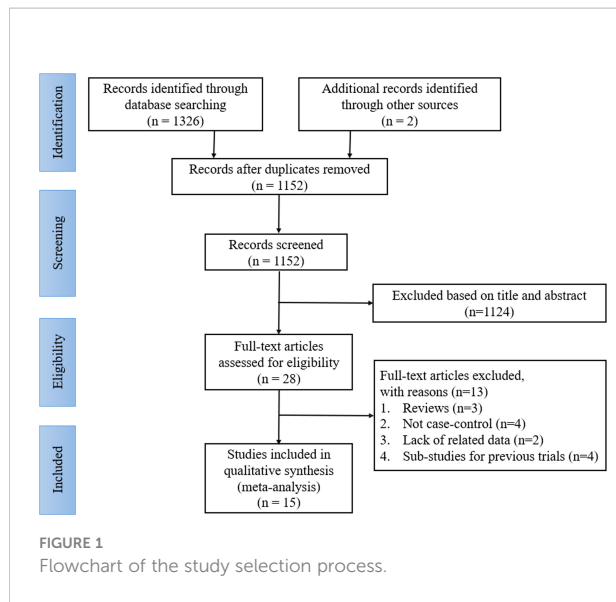 Identification
Records identified through
database searching
(n = 1326)
Additional records identified
through other sources
(n = 2)
Records after duplicates removed
(n = 1152)
Screening
Records screened
(n = 1152)
Excluded based on title and abstract
(n=1124)
Eligibility
Full-text articles
assessed for eligibility
(n = 28)
Full-text articles excluded,
with reasons (n=13)
1. Reviews (n=3)
2. Not case-control (n=4)
3. Lack of related data (n=2)
4. Sub-studies for previous trials (n=4)
Included
Studies included in
qualitative synthesis
(meta-analysis)
(n = 15)
FIGURE 1
Flowchart of the study selection process.